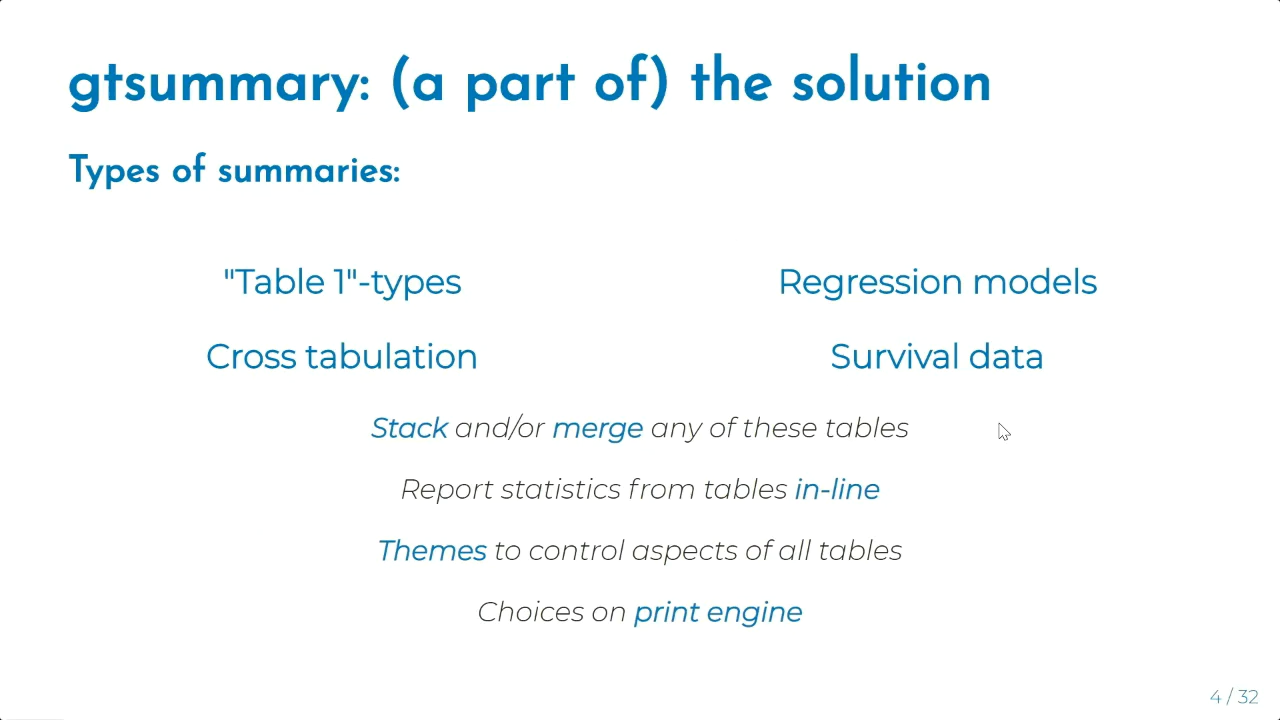 gtsummary: (a part of) the solution
Types of summaries:
"Table 1"-types
Regression models
Cross tabulation
Survival data
Stack and/or merge any of these tables
Report statistics from tables in-line
Themes to control aspects of all tables
Choices on print engine
4 / 32